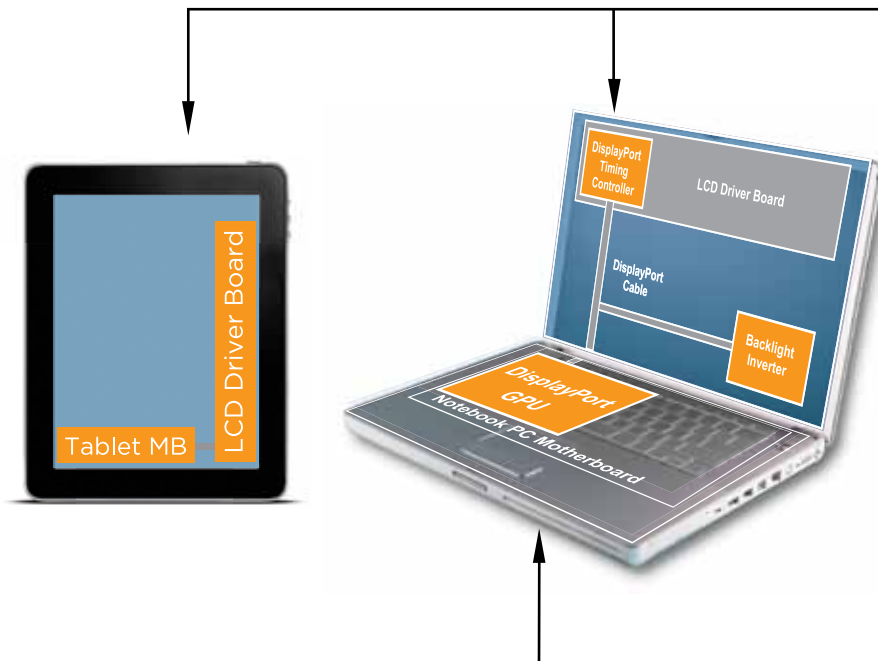 DisplayPort
Timing
Controller
LCD Driver Board
DisplayPort
Cable
Backlight
Inverter
DisplayPort
GPU
Notebook PC Motherboard
LCD Driver Board
Tablet MB